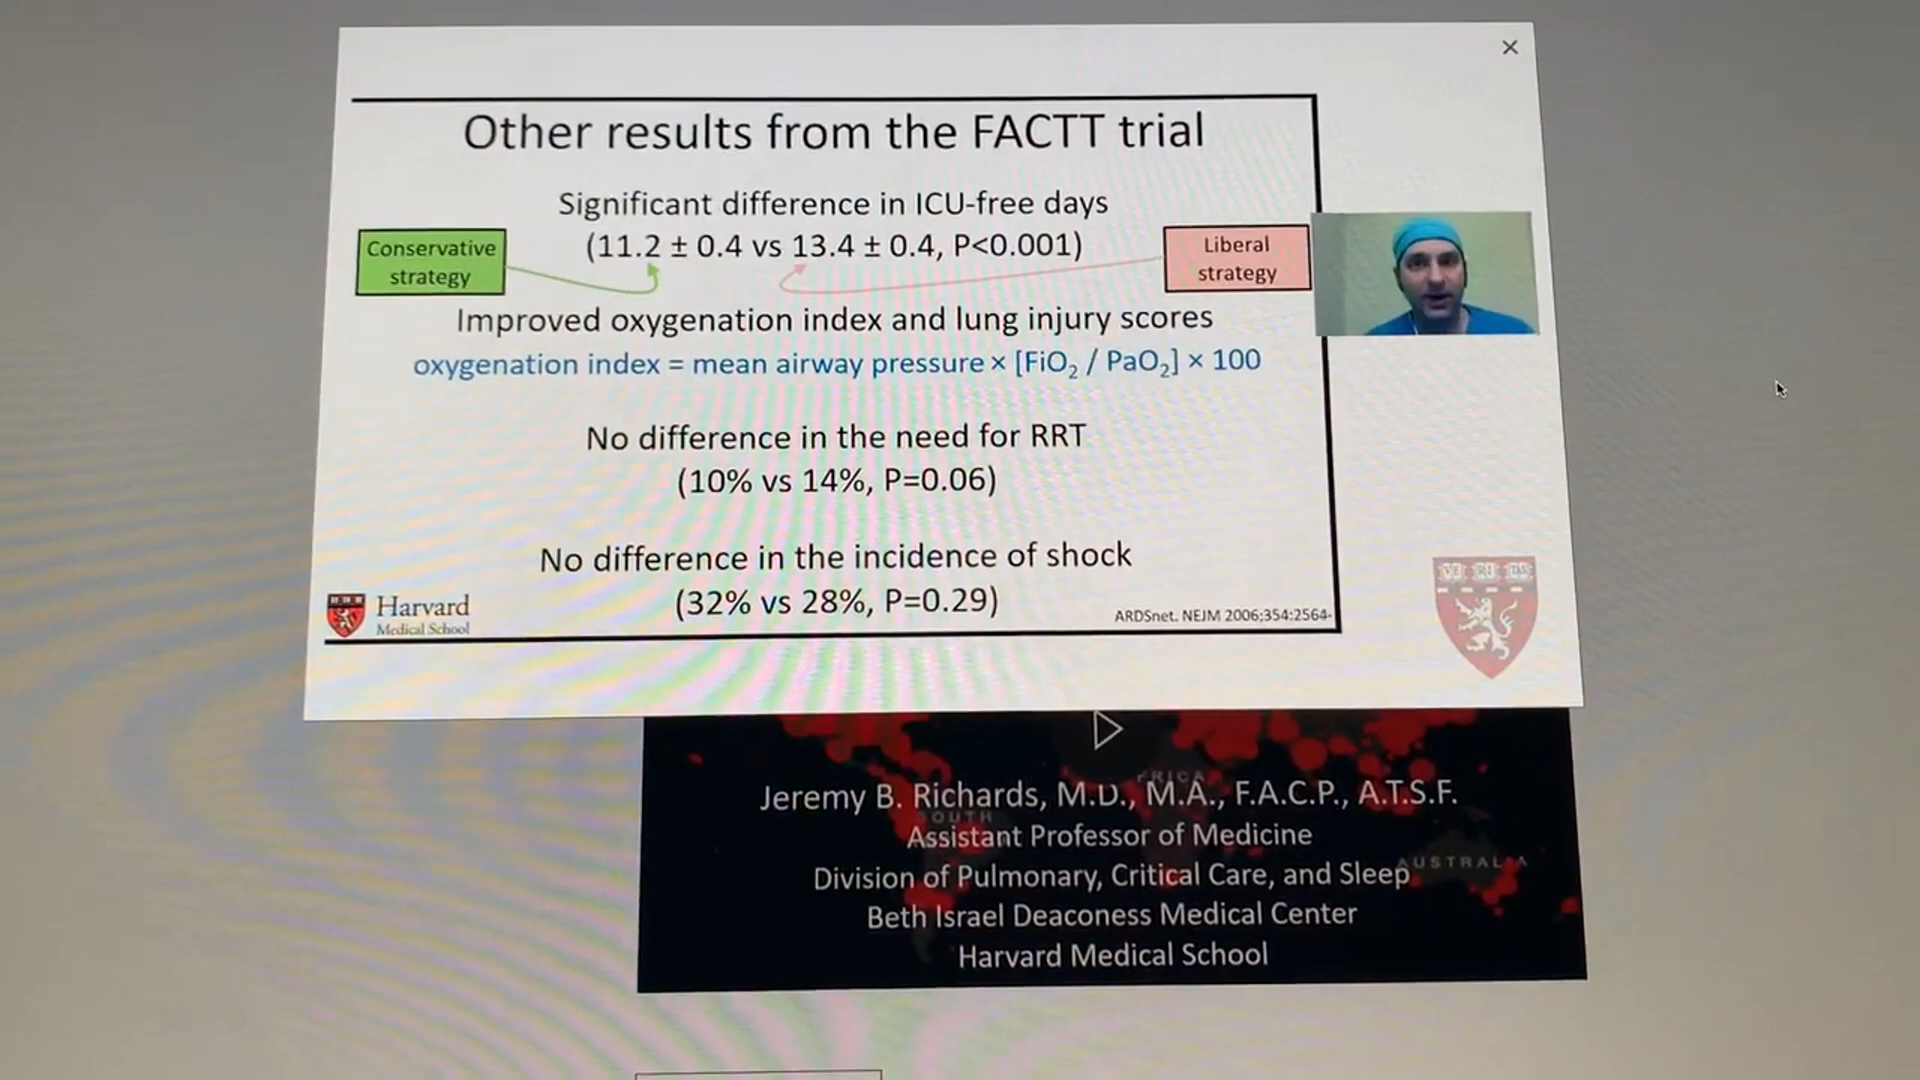 Other results from the FACTT trial
Significant difference in ICU-free days
(11.2 ± 0.4 vs 13.4 ± 0.4, P<0.001)
Conservative
strategy
Liberal
strategy
Improved oxygenation index and lung injury scores
oxygenation index = mean airway pressure × [FiO₂ / PaO₂] × 100
No difference in the need for RRT
(10% vs 14%, P=0.06)
No difference in the incidence of shock
(32% vs 28%, P=0.29)
Harvard
Medical School
ARDSnet. NEJM 2006;354:2564-
VE RI TAS
Jeremy B. Richards, M.D., M.A., F.A.C.P., A.T.S.F.
Assistant Professor of Medicine
Division of Pulmonary, Critical Care, and Sleep
Beth Israel Deaconess Medical Center
Harvard Medical School
AUSTRALIA